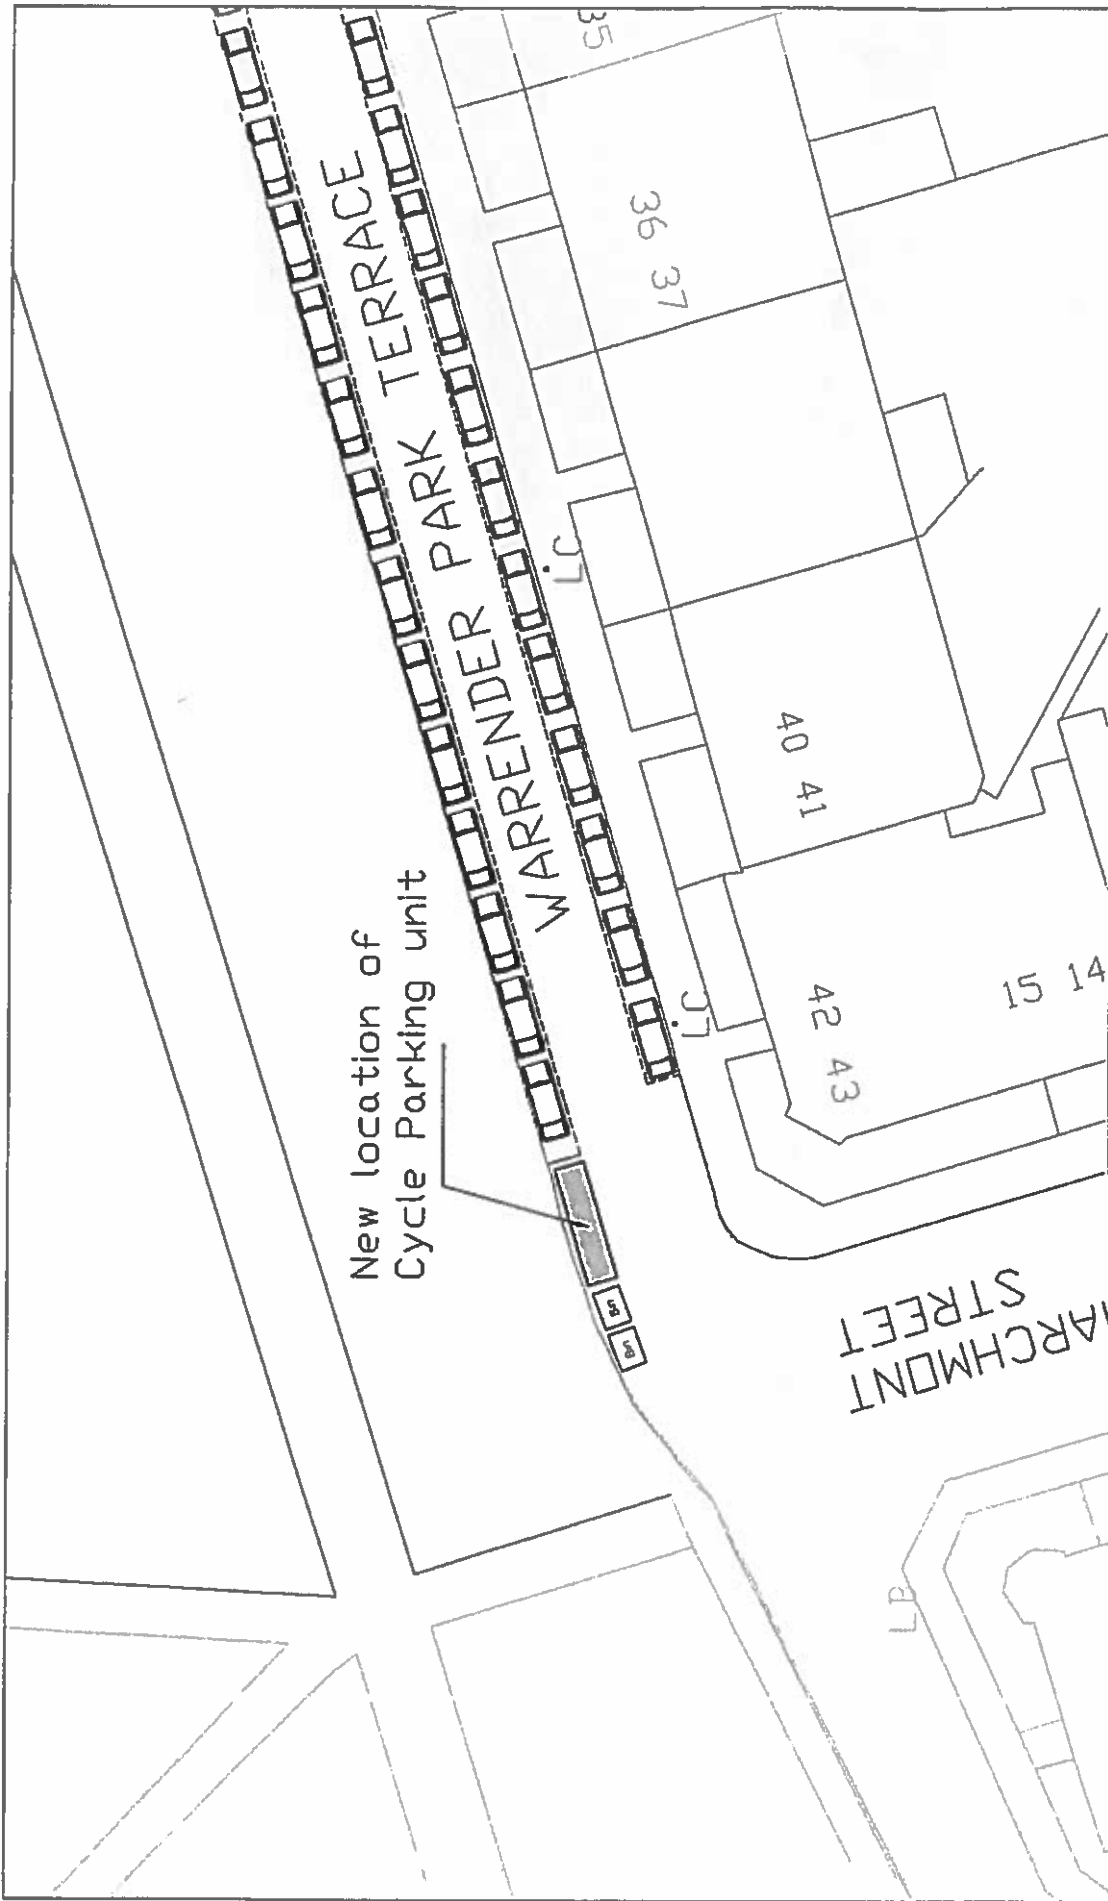 New location of
Cycle Parking unit
WARRENDER PARK TERRACE
35
36 37
40 41
42 43
15 14
ARCHMONT
STREET
LP